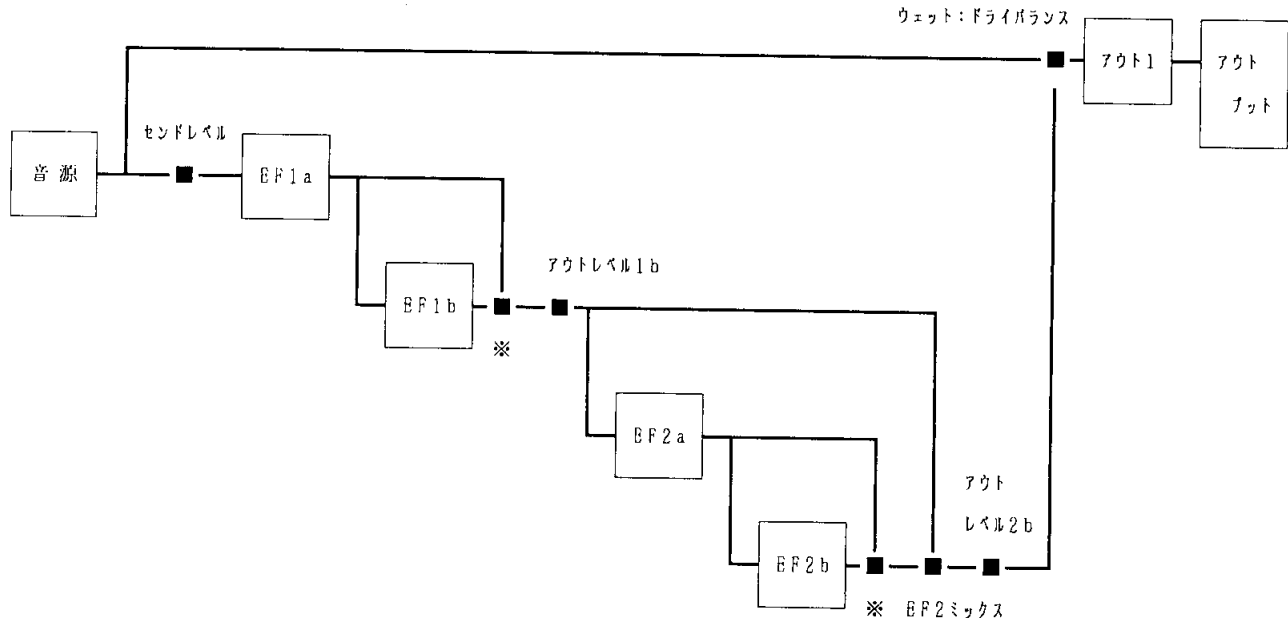 ウェット：ドライバランス
アウト1
アウト
プット
センドレベル
音源
EF1a
アウトレベル1b
EF1b
※
EF2a
アウト
レベル2b
EF2b
※
EF2ミックス